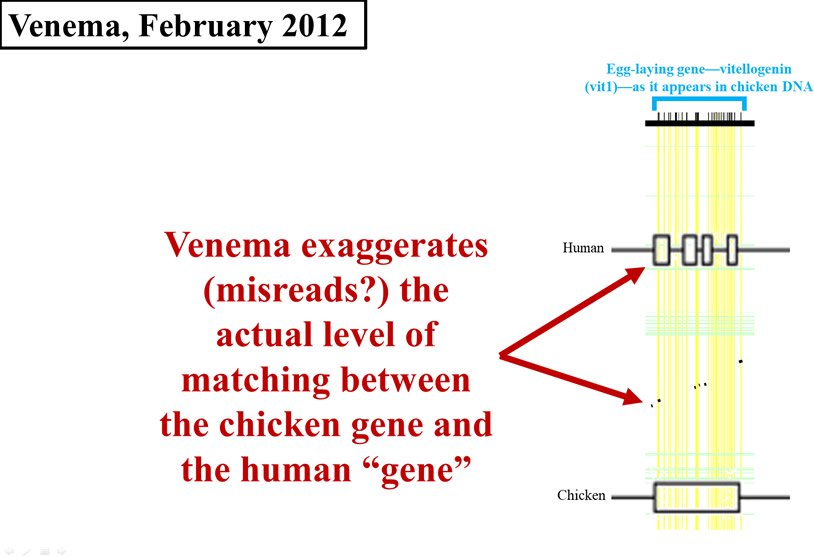 Venema, February 2012
Egg-laying gene—vitellogenin
(vit1)—as it appears in chicken DNA
Human
Venema exaggerates
(misreads?) the
actual level of
matching between
the chicken gene and
the human “gene”
Chicken